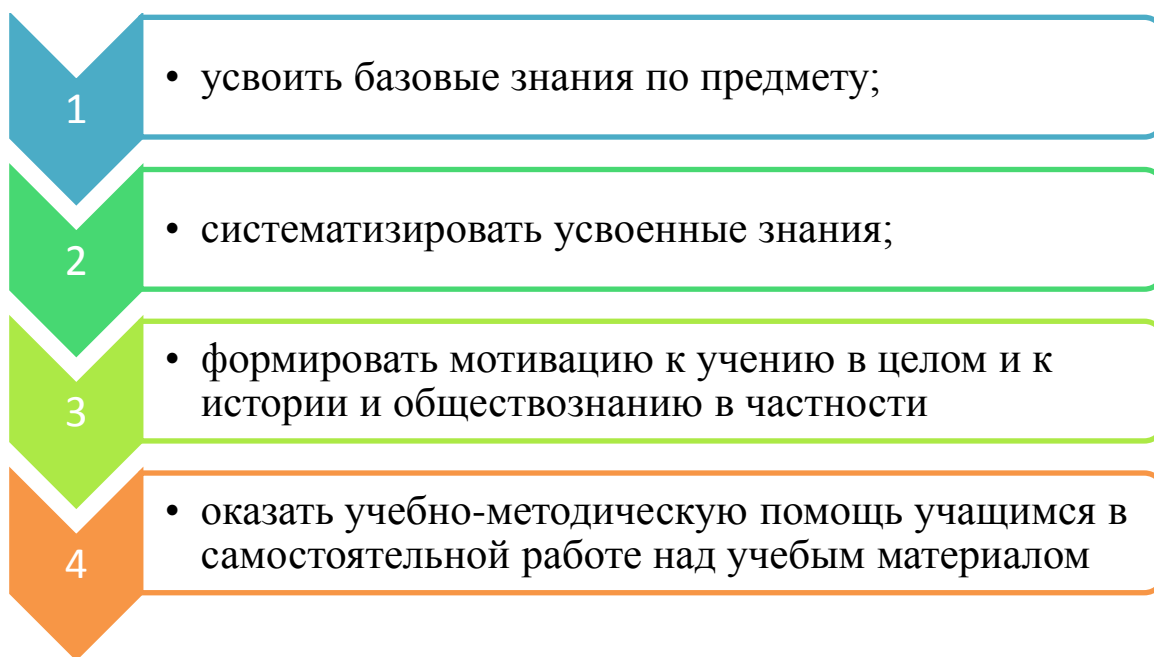 1
• усвоить базовые знания по предмету;
2
• систематизировать усвоенные знания;
3
• формировать мотивацию к учению в целом и к
истории и обществознанию в частности
4
• оказать учебно-методическую помощь учащимся в
самостоятельной работе над учебым материалом